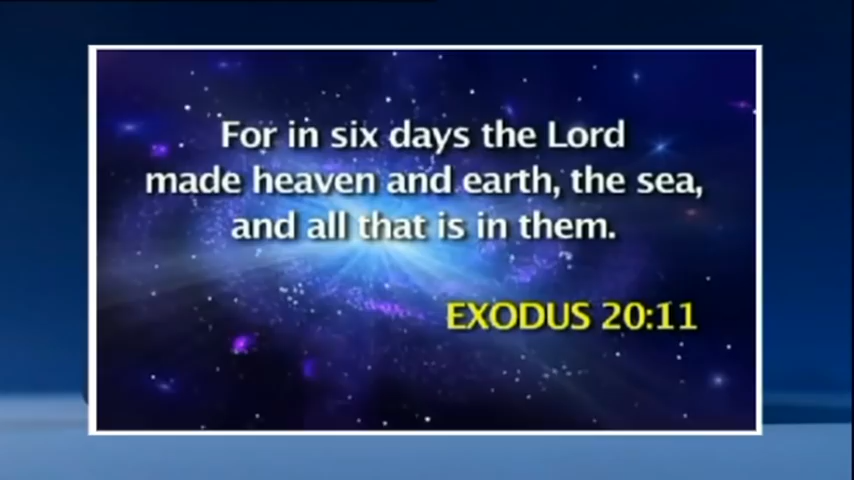 For in six days the Lord
made heaven and earth, the sea,
and all that is in them.
EXODUS 20:11